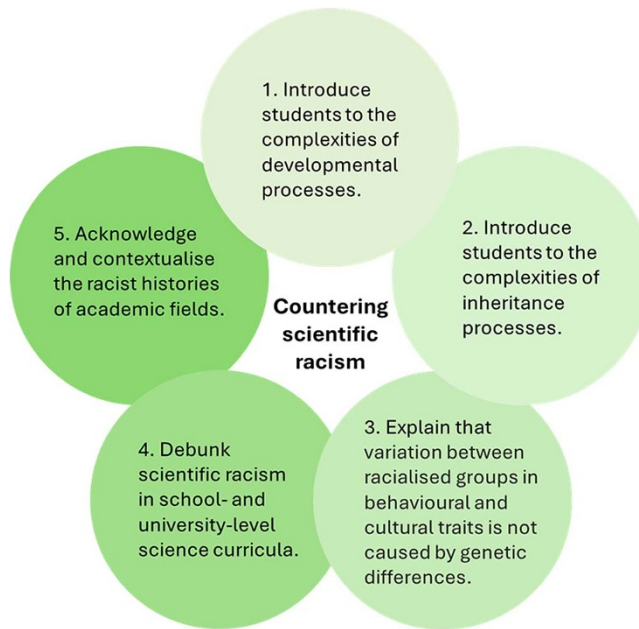 1. Introduce
students to the
complexities of
developmental
processes.
2. Introduce
students to the
complexities of
inheritance
processes.
3. Explain that
variation between
racialised groups in
behavioural and
cultural traits is not
caused by genetic
differences.
4. Debunk
scientific racism
in school- and
university-level
science curricula.
5. Acknowledge
and contextualise
the racist histories
of academic fields.
Countering
scientific
racism